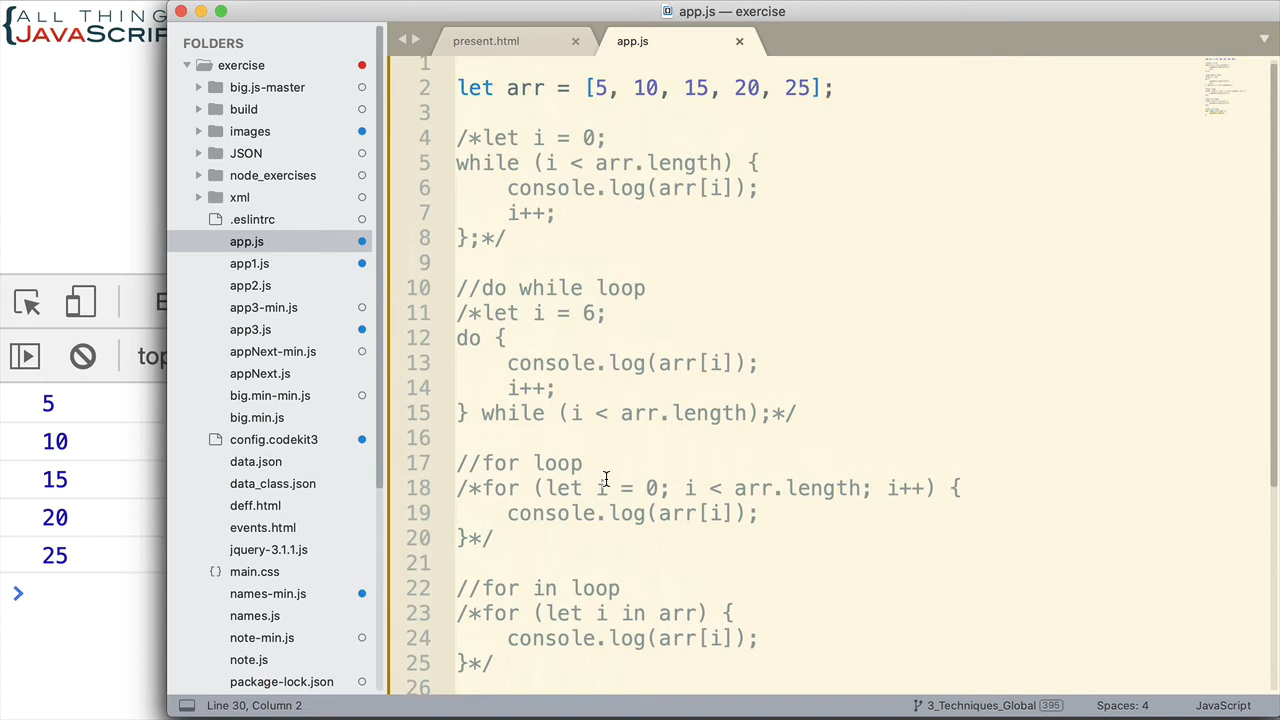 {ALL THING
JAVASCRIP
app.js — exercise
FOLDERS
exercise
big.js-master
build
images
JSON
node_exercises
xml
.eslintrc
app.js
app1.js
app2.js
app3-min.js
app3.js
appNext-min.js
appNext.js
big.min-min.js
big.min.js
config.codekit3
data.json
data_class.json
deff.html
events.html
jquery-3.1.1.js
{} main.css
names-min.js
names.js
note-min.js
note.js
package-lock.json
present.html
app.js
1
2 let arr = [5, 10, 15, 20, 25];
3
4 /*let i = 0;
5 while (i < arr.length) {
6     console.log(arr[i]);
7     i++;
8 };*/
9
10 //do while loop
11 /*let i = 6;
12 do {
13     console.log(arr[i]);
14     i++;
15 } while (i < arr.length);*/
16
17 //for loop
18 /*for (let i = 0; i < arr.length; i++) {
19     console.log(arr[i]);
20 }*/
21
22 //for in loop
23 /*for (let i in arr) {
24     console.log(arr[i]);
25 }*/
26
E
top
5
10
15
20
25
>
Line 30, Column 2
3_Techniques_Global 395
Spaces: 4
JavaScript